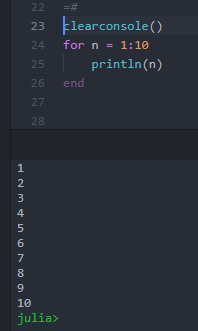 22 =#
23 clearconsole()
24 for n = 1:10
25     println(n)
26 end
27
28
1
2
3
4
5
6
7
8
9
10
julia>